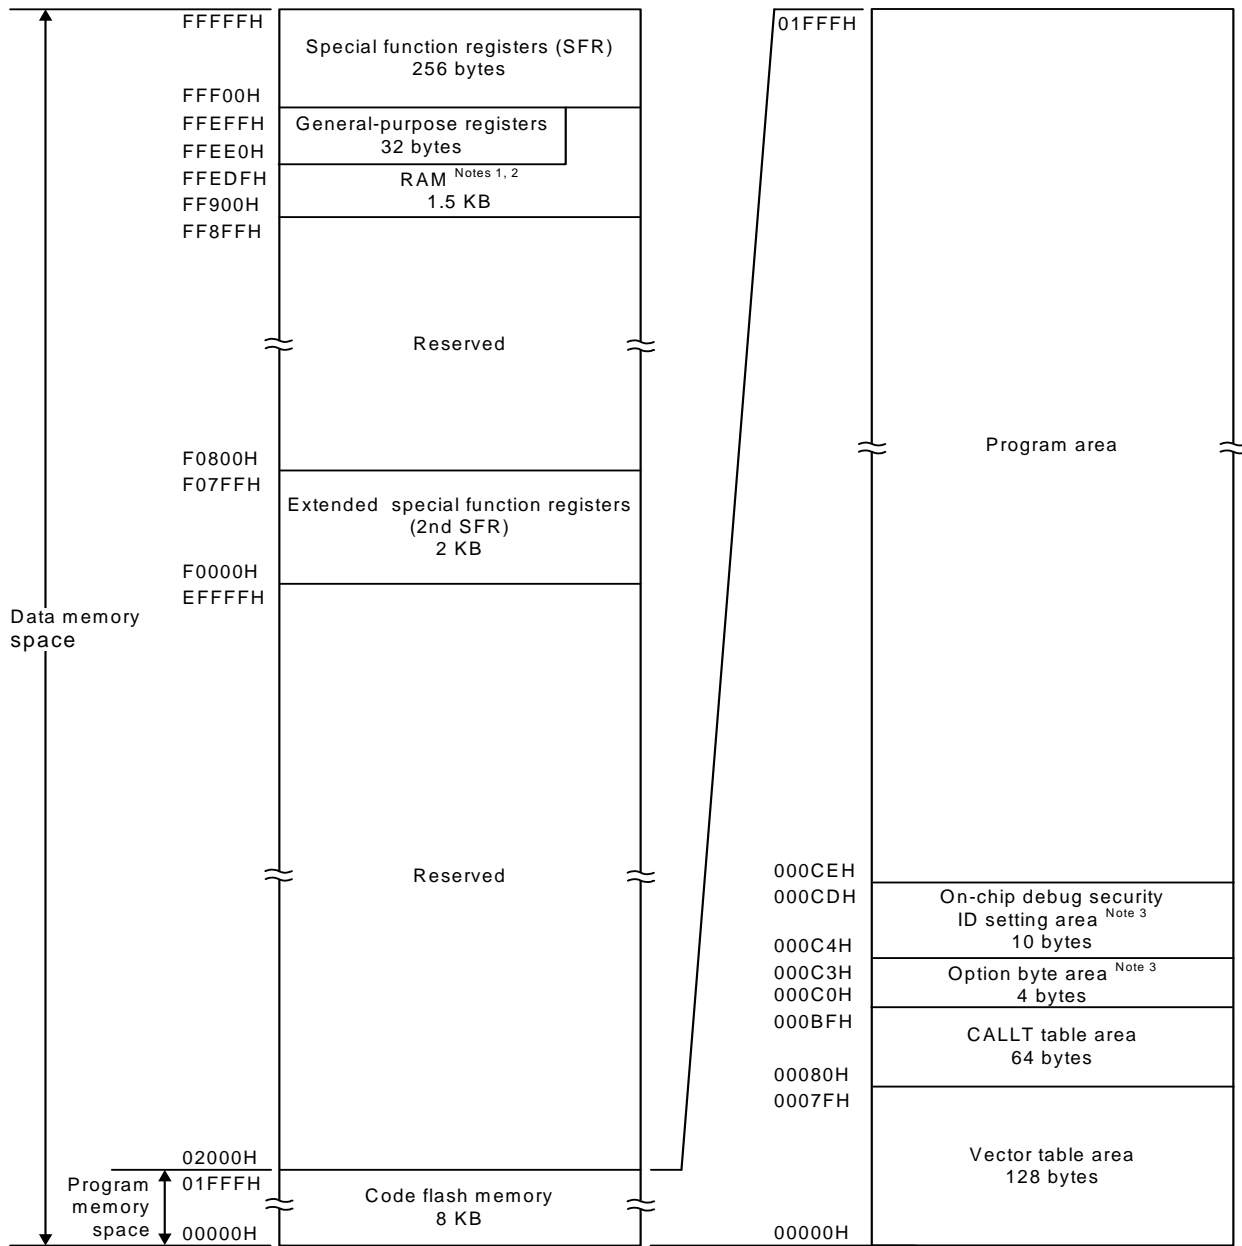 FFFFFH
Special function registers (SFR)
256 bytes
FFF00H
FFEFFH
General-purpose registers
32 bytes
FFEE0H
FFEDFH
RAM Notes 1, 2
1.5 KB
FF900H
FF8FFH
Reserved
F0800H
F07FFH
Extended special function registers
(2nd SFR)
2 KB
F0000H
EFFFFH
Data memory
space
Reserved
02000H
Program
memory
space
01FFFH
Code flash memory
8 KB
00000H
01FFFH
Program area
000CEH
000CDH
On-chip debug security
ID setting area Note 3
10 bytes
000C4H
000C3H
Option byte area Note 3
4 bytes
000C0H
000BFH
CALLT table area
64 bytes
00080H
0007FH
Vector table area
128 bytes
00000H